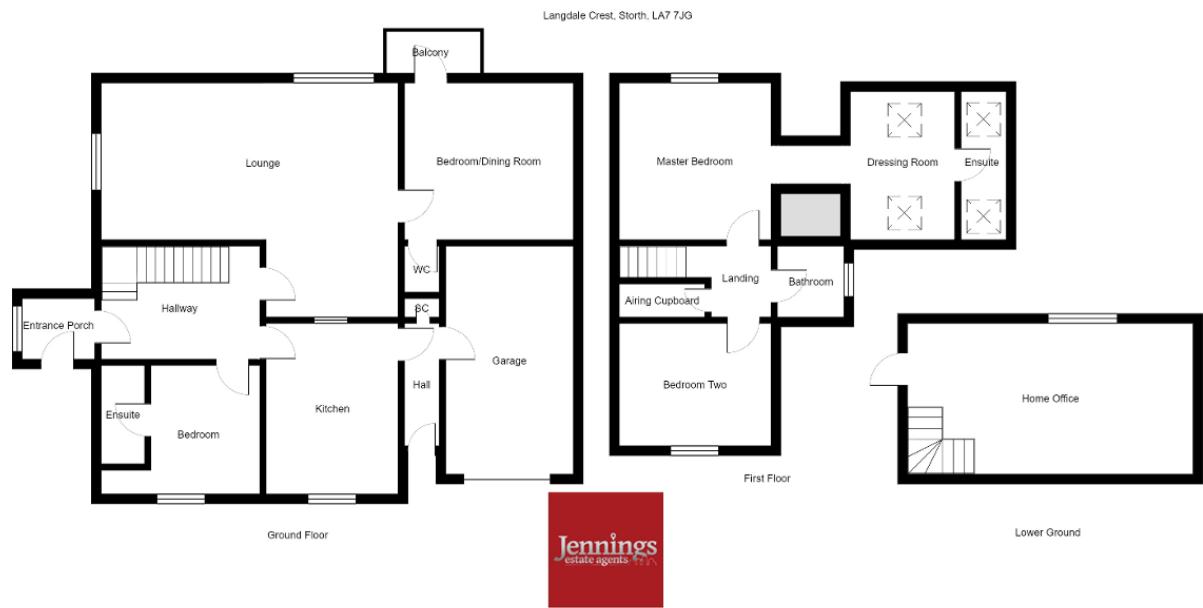 Langdale Crest, Storth, LA7 7JG
Balcony
Lounge
Bedroom/Dining Room
Master Bedroom
Dressing Room
Ensuite
WC
Landing
Bathroom
Airing Cupboard
Hallway
SC
Entrance Porch
Garage
Hall
Bedroom Two
Home Office
Kitchen
Ensuite
Bedroom
First Floor
Ground Floor
Lower Ground
Jennings
estate agents